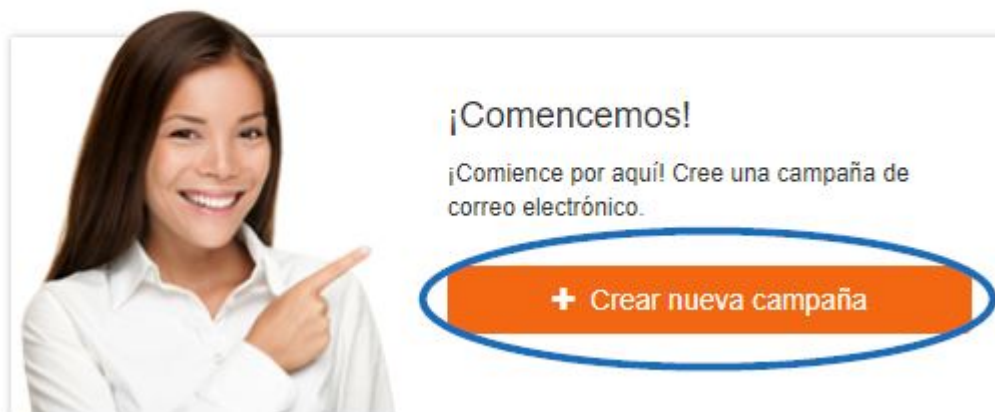 ¡Comencemos!
¡Comience por aquí! Cree una campaña de
correo electrónico.
+ Crear nueva campaña